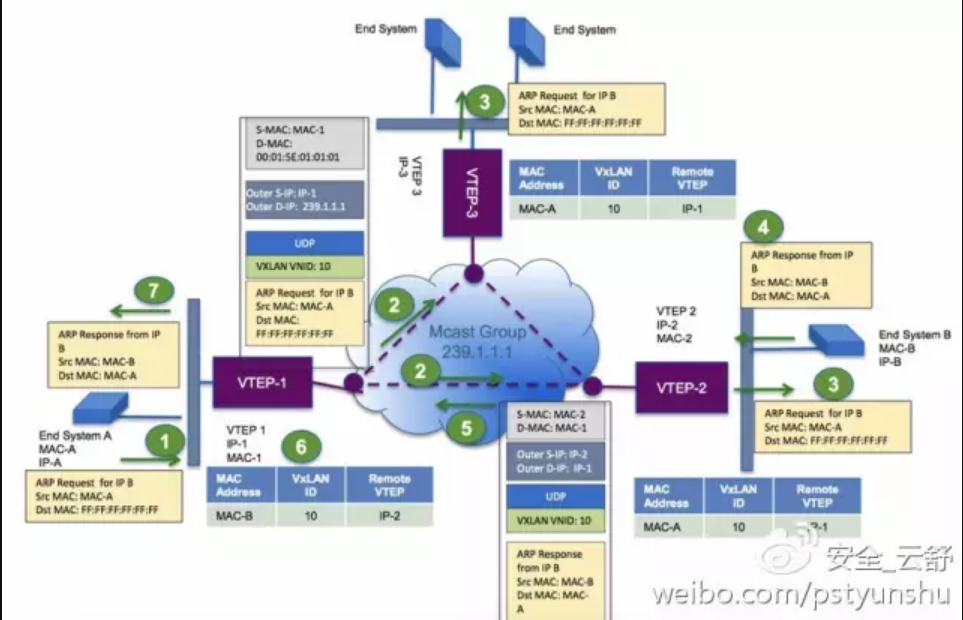 End System
End System
3
ARP Request for IP B
Src MAC: MAC-A
Dst MAC: FF:FF:FF:FF:FF:FF
S-MAC: MAC-1
D-MAC:
00:01:5E:01:01:01
Outer S-IP: IP-1
Outer D-IP: 239.1.1.1
UDP
VXLAN VNID: 10
ARP Request for IP B
Src MAC: MAC-A
Dst MAC:
FF:FF:FF:FF:FF:FF
VTEP 3
IP-3
VTEP-3
MAC Address VxLAN ID Remote VTEP
MAC-A 10 IP-1
4
ARP Response from IP
B
Src MAC: MAC-B
Dst MAC: MAC-A
7
ARP Response from IP
B
Src MAC: MAC-B
Dst MAC: MAC-A
2
Mcast Group
239.1.1.1
2
5
VTEP 2
IP-2
MAC-2
End System B
MAC-B
IP-B
VTEP-1
VTEP-2
3
ARP Request for IP B
Src MAC: MAC-A
Dst MAC: FF:FF:FF:FF:FF:FF
End System A
MAC-A
IP-A
1
ARP Request for IP B
Src MAC: MAC-A
Dst MAC: FF:FF:FF:FF:FF:FF
VTEP 1
IP-1
MAC-1
6
MAC Address VxLAN ID Remote VTEP
MAC-B 10 IP-2
S-MAC: MAC-2
D-MAC: MAC-1
Outer S-IP: IP-2
Outer D-IP: IP-1
UDP
VXLAN VNID: 10
ARP Response
from IP B
Src MAC: MAC-B
Dst MAC: MAC-
A
MAC Address VxLAN ID Remote VTEP
MAC-A 10 IP-1
安全_云舒
weibo.com/pstyunshu